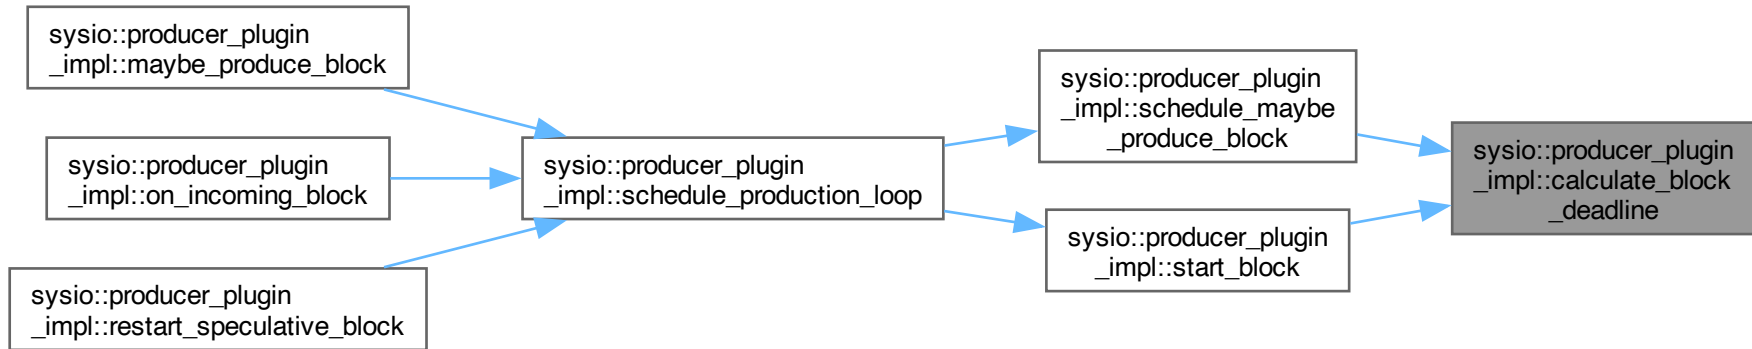 sysio::producer_plugin
_impl::maybe_produce_block
sysio::producer_plugin
_impl::on_incoming_block
sysio::producer_plugin
_impl::restart_speculative_block
sysio::producer_plugin
_impl::schedule_production_loop
sysio::producer_plugin
_impl::schedule_maybe
_produce_block
sysio::producer_plugin
_impl::start_block
sysio::producer_plugin
_impl::calculate_block
_deadline